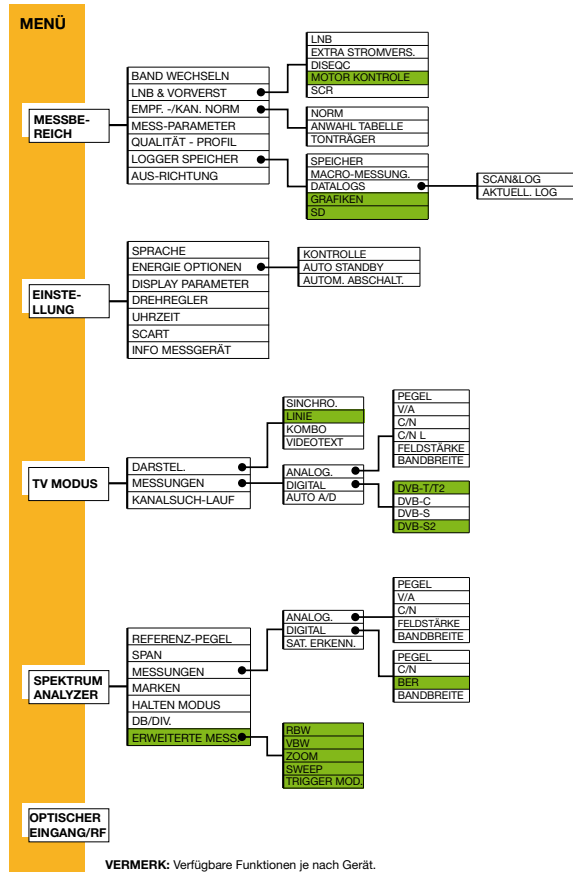 MENÜ
MESSBE-
REICH
BAND WECHSELN
LNB & VORVERST
EMPF. -/KAN. NORM
MESS-PARAMETER
QUALITÄT - PROFIL
LOGGER SPEICHER
AUS-RICHTUNG
LNB
EXTRA STROMVERS.
DISEQC
MOTOR KONTROLE
SCR
NORM
ANWAHL TABELLE
TONTRÄGER
SPEICHER
MACRO-MESSUNG.
DATALOGS
GRAFIKEN
SD
SCAN&LOG
AKTUELL. LOG
EINSTE-
LLUNG
SPRACHE
ENERGIE OPTIONEN
DISPLAY PARAMETER
DREHREGLER
UHRZEIT
SCART
INFO MESSGERÄT
KONTROLLE
AUTO STANDBY
AUTOM. ABSCHALT.
TV MODUS
DARSTEL.
MESSUNGEN
KANALSUCH-LAUF
SINCHRO.
LINIE
KOMBO
VIDEOTEXT
ANALOG.
DIGITAL
AUTO A/D
PEGEL
V/A
C/N
C/N L
FELDSTÄRKE
BANDBREITE
DVB-T/T2
DVB-C
DVB-S
DVB-S2
SPEKTRUM
ANALYZER
REFERENZ-PEGEL
SPAN
MESSUNGEN
MARKEN
HALTEN MODUS
DB/DIV.
ERWEITERTE MESS.
ANALOG.
DIGITAL
SAT. ERKENN.
PEGEL
V/A
C/N
FELDSTÄRKE
BANDBREITE
PEGEL
C/N
BER
BANDBREITE
RBW
VBW
ZOOM
SWEEP
TRIGGER MOD.
OPTISCHER
EINGANG/RF
VERMERK: Verfügbare Funktionen je nach Gerät.